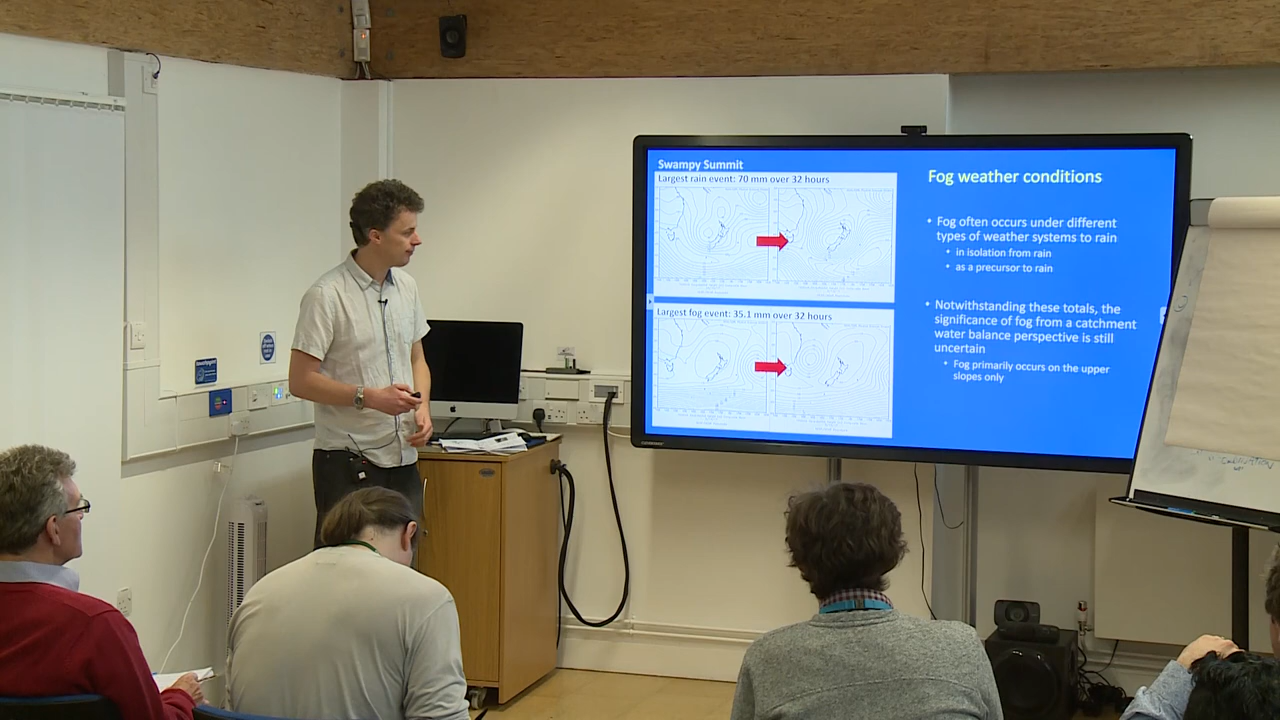 Swampy Summit
Largest rain event: 70 mm over 32 hours
Largest fog event: 35.1 mm over 32 hours
Fog weather conditions
• Fog often occurs under different
types of weather systems to rain
• in isolation from rain
• as a precursor to rain
• Notwithstanding these totals, the
significance of fog from a catchment
water balance perspective is still
uncertain
• Fog primarily occurs on the upper
slopes only